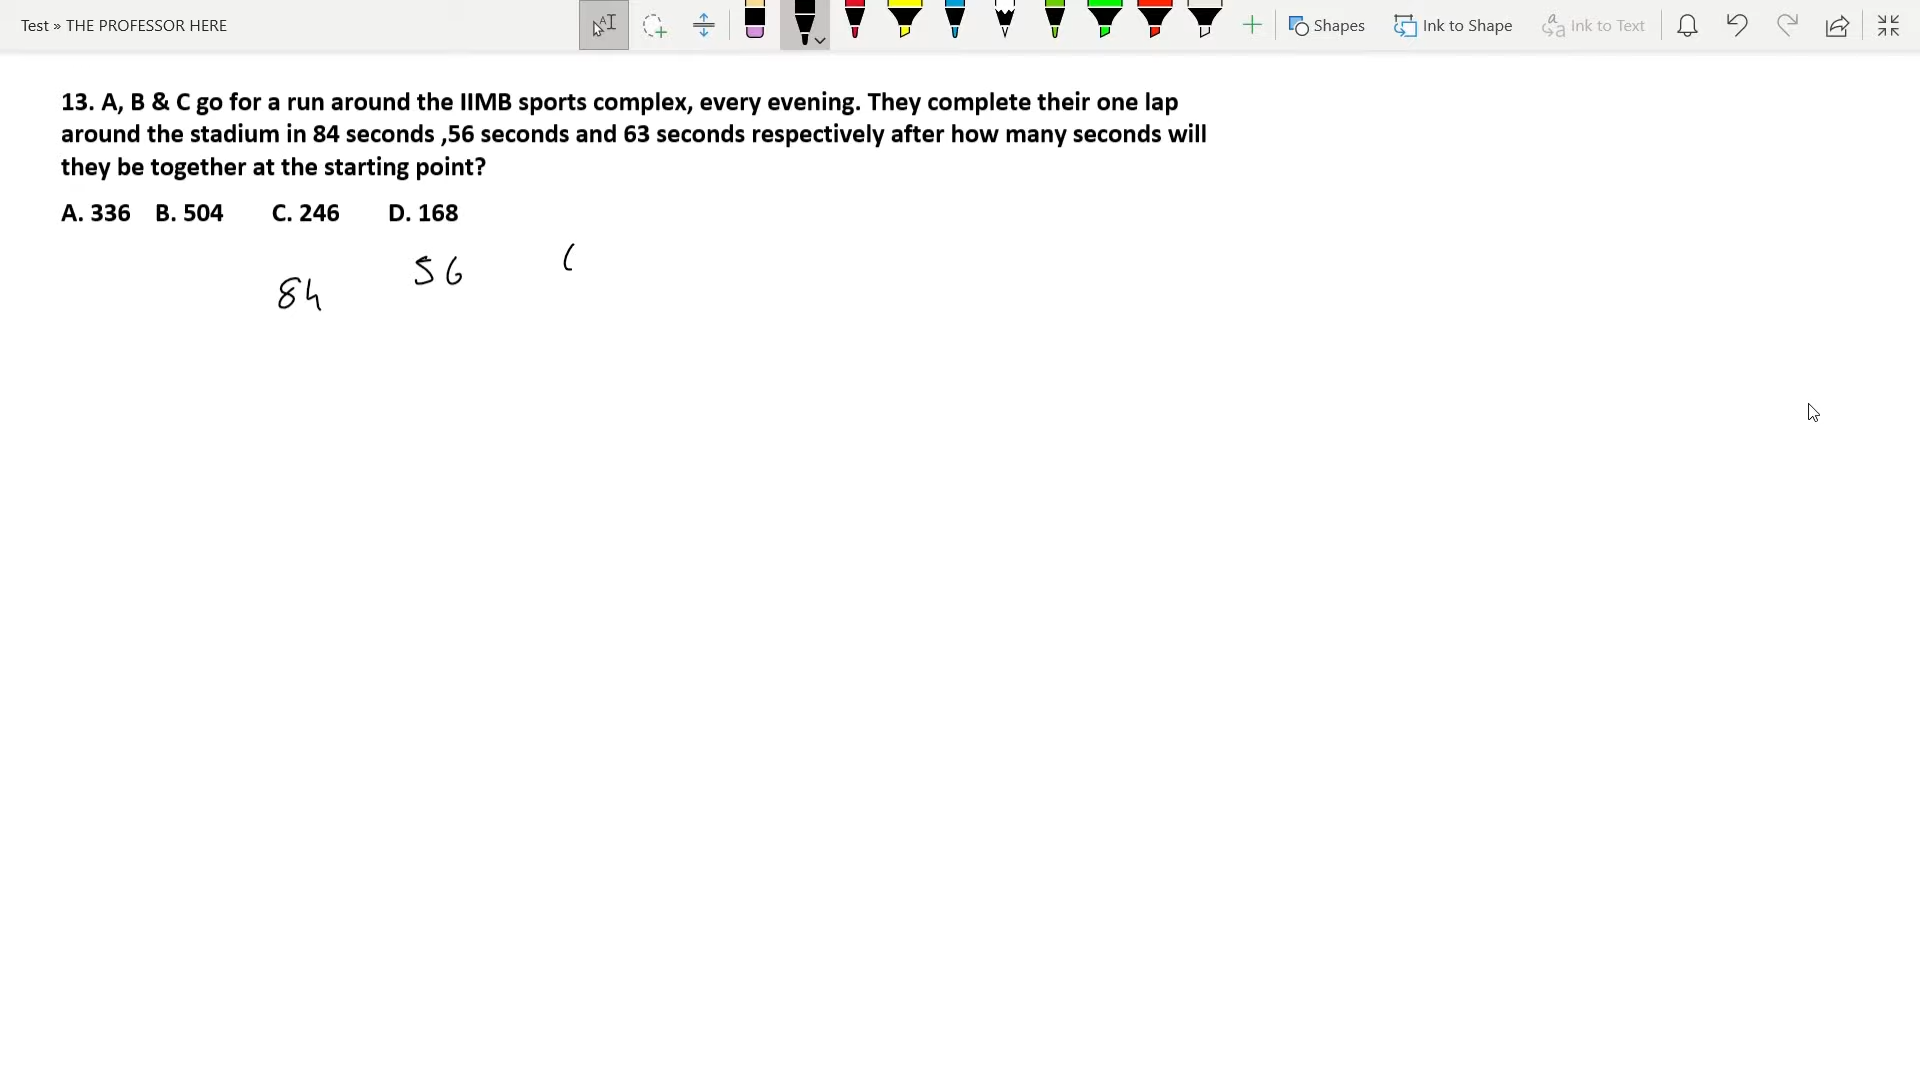 Test » THE PROFESSOR HERE
Shapes
Ink to Shape
Ink to Text
13. A, B & C go for a run around the IIMB sports complex, every evening. They complete their one lap
around the stadium in 84 seconds ,56 seconds and 63 seconds respectively after how many seconds will
they be together at the starting point?
A. 336 B. 504 C. 246 D. 168
84 56